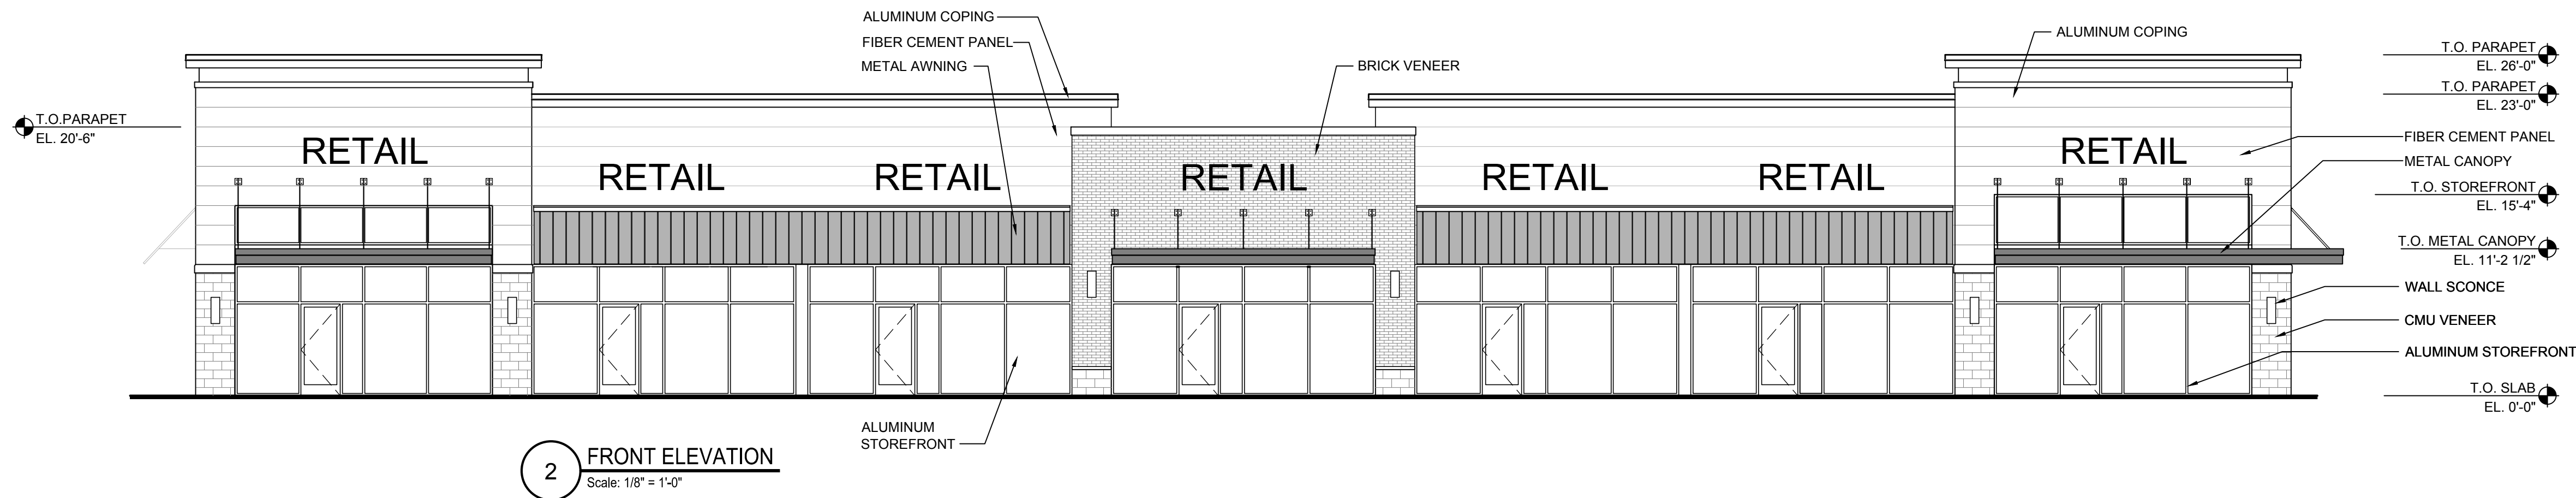 ALUMINUM COPING
FIBER CEMENT PANEL
METAL AWNING
BRICK VENEER
ALUMINUM COPING
T.O. PARAPET
EL. 26'-0"
T.O. PARAPET
EL. 23'-0"
T.O.PARAPET
EL. 20'-6"
FIBER CEMENT PANEL
METAL CANOPY
RETAIL
RETAIL
RETAIL
RETAIL
RETAIL
RETAIL
RETAIL
T.O. STOREFRONT
EL. 15'-4"
T.O. METAL CANOPY
EL. 11'-2 1/2"
WALL SCONCE
CMU VENEER
ALUMINUM STOREFRONT
T.O. SLAB
EL. 0'-0"
ALUMINUM
STOREFRONT
2
FRONT ELEVATION
Scale: 1/8" = 1'-0"